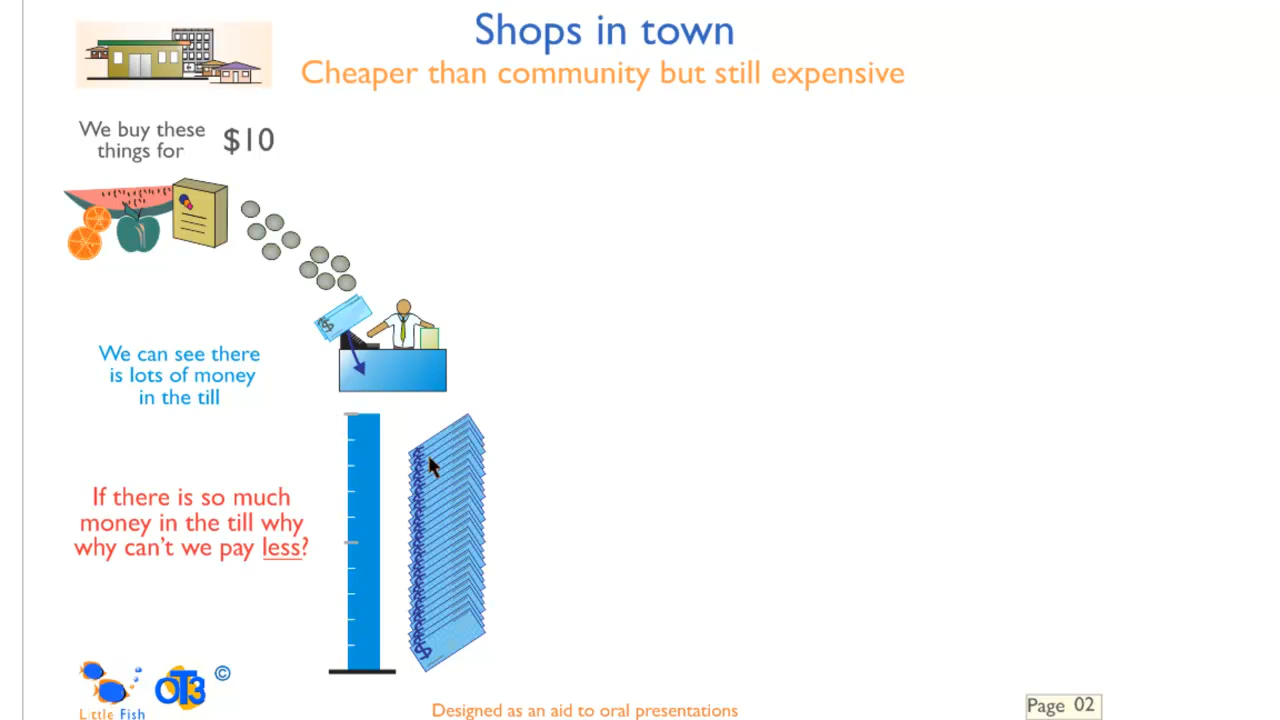 Shops in town
Cheaper than community but still expensive
We buy these
things for
$10
We can see there
is lots of money
in the till
If there is so much
money in the till why
why can't we pay less?
Little Fish
OT3
©
Designed as an aid to oral presentations
Page 02